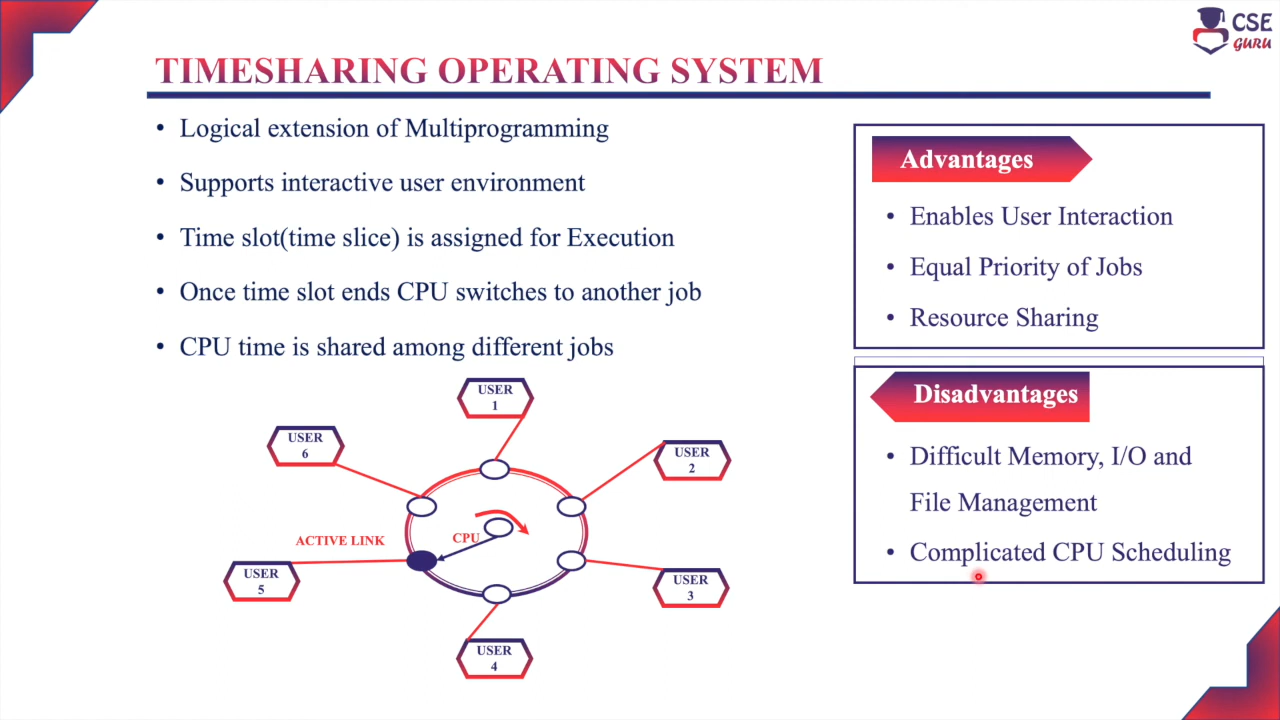 CSE
GURU
TIMESHARING OPERATING SYSTEM
• Logical extension of Multiprogramming
• Supports interactive user environment
• Time slot(time slice) is assigned for Execution
• Once time slot ends CPU switches to another job
• CPU time is shared among different jobs
USER
1
USER
2
USER
3
USER
4
USER
5
USER
6
ACTIVE LINK
CPU
Advantages
• Enables User Interaction
• Equal Priority of Jobs
• Resource Sharing
Disadvantages
• Difficult Memory, I/O and
File Management
• Complicated CPU Scheduling